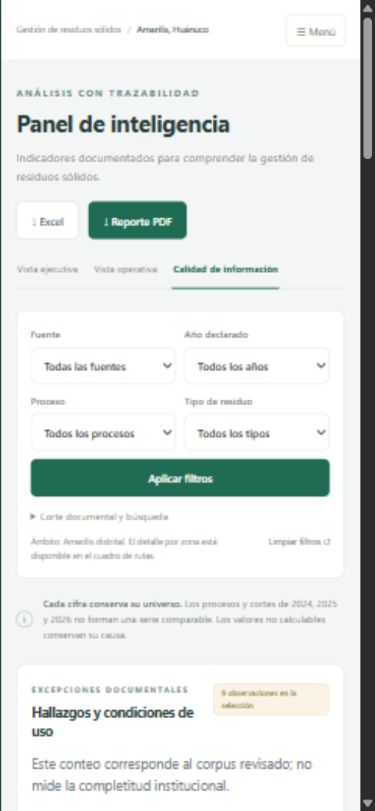 Gestión de residuos sólidos / Amarilis, Huánuco
☰ Menú
ANÁLISIS CON TRAZABILIDAD
Panel de inteligencia
Indicadores documentados para comprender la gestión de
residuos sólidos.
↓ Excel
↓ Reporte PDF
Vista ejecutiva
Vista operativa
Calidad de información
Fuente
Año declarado
Todas las fuentes
Todos los años
Proceso
Tipo de residuo
Todos los procesos
Todos los tipos
Aplicar filtros
Corte documental y búsqueda
Ámbito: Amarilis distrital. El detalle por zona está
disponible en el cuadro de rutas.
Limpiar filtros ↺
Cada cifra conserva su universo. Los procesos y cortes de 2024, 2025
y 2026 no forman una serie comparable. Los valores no calculables
conservan su causa.
EXCEPCIONES DOCUMENTALES
Hallazgos y condiciones de
uso
9 observaciones en la
selección
Este conteo corresponde al corpus revisado; no
mide la completitud institucional.